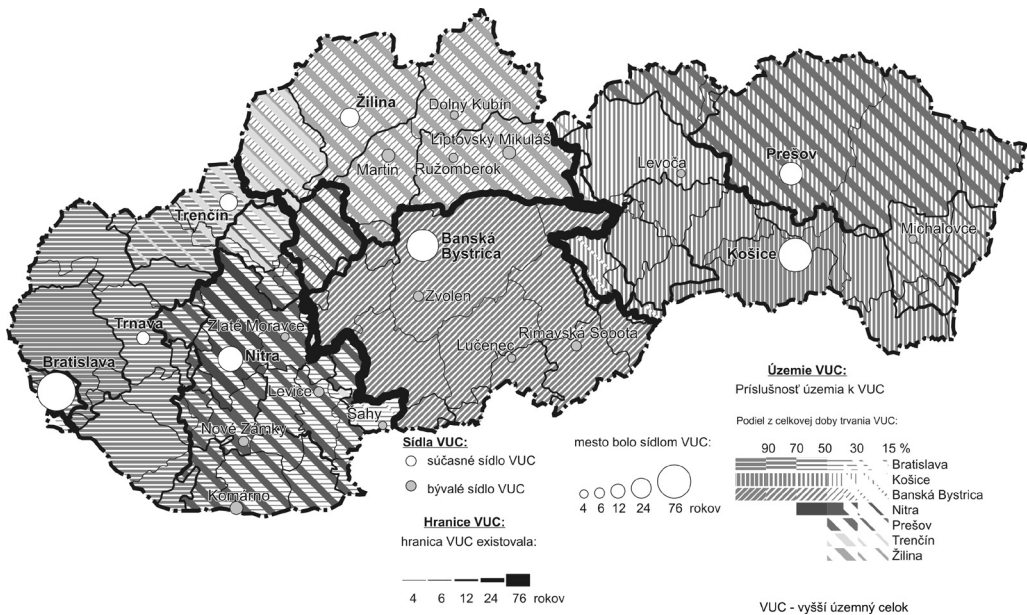 Žilina
Dolný Kubín
Liptovský Mikuláš
Martin
Ružomberok
Levoča
Prešov
Trenčín
Michalovce
Banská
Bystrica
Košice
Zvolen
Trnava
Zlaté Moravce
Rimavská Sobota
Lučenec
Nitra
Bratislava
Levice
Šahy
Nové Zámky
Komárno
Sídla VUC:
súčasné sídlo VUC
bývalé sídlo VUC
Hranice VUC:
hranica VUC existovala:
4 6 12 24 76 rokov
mesto bolo sídlom VUC:
4 6 12 24 76 rokov
Územie VUC:
Príslušnosť územia k VUC
Podiel z celkovej doby trvania VUC:
90 70 50 30 15 %
Bratislava
Košice
Banská Bystrica
Nitra
Prešov
Trenčín
Žilina
VUC - vyšší územný celok